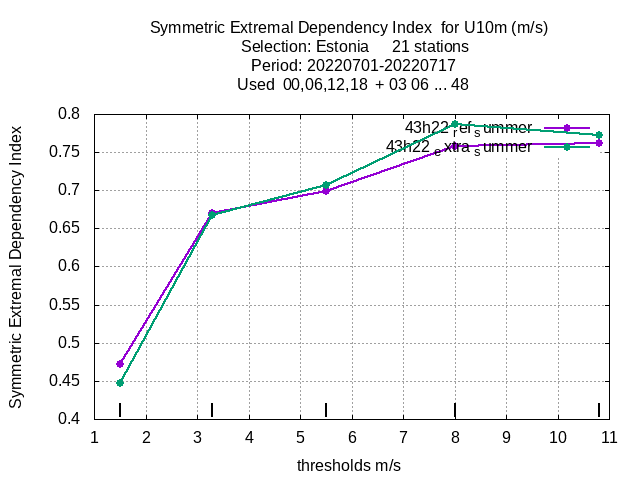 Symmetric Extremal Dependency Index  for U10m (m/s)
Selection: Estonia     21 stations
Period: 20220701-20220717
Used  00,06,12,18  + 03 06 ... 48
Symmetric Extremal Dependency Index
0.8
0.75
0.7
0.65
0.6
0.55
0.5
0.45
0.4
43h22refsummer
43h22extrasummer
1 2 3 4 5 6 7 8 9 10 11
thresholds m/s